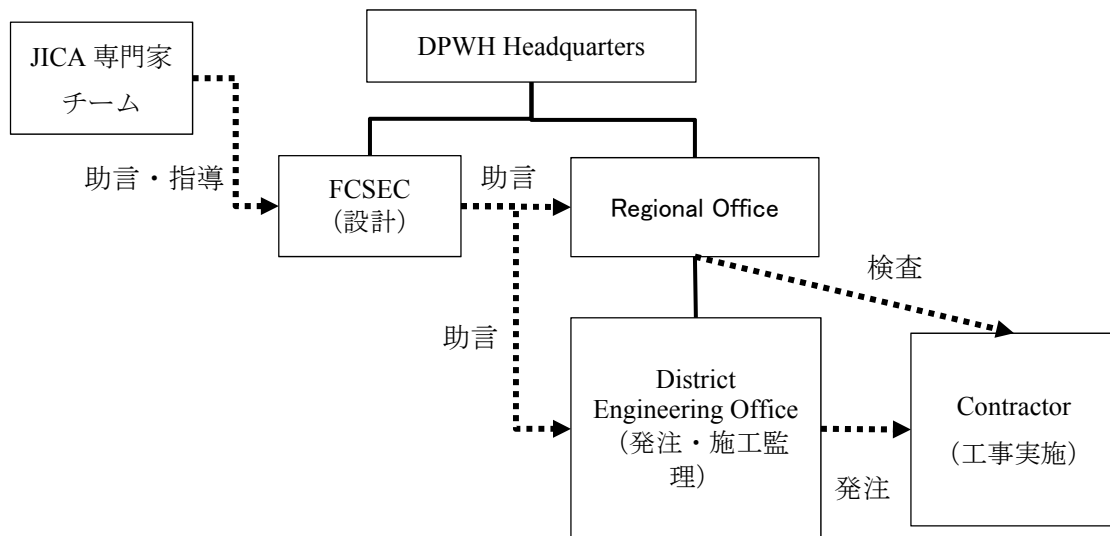 DPWH Headquarters
JICA 専門家
チーム
助言・指導
FCSEC
（設計）
助言
Regional Office
検査
助言
District
Engineering Office
（発注・施工監
理）
発注
Contractor
（工事実施）